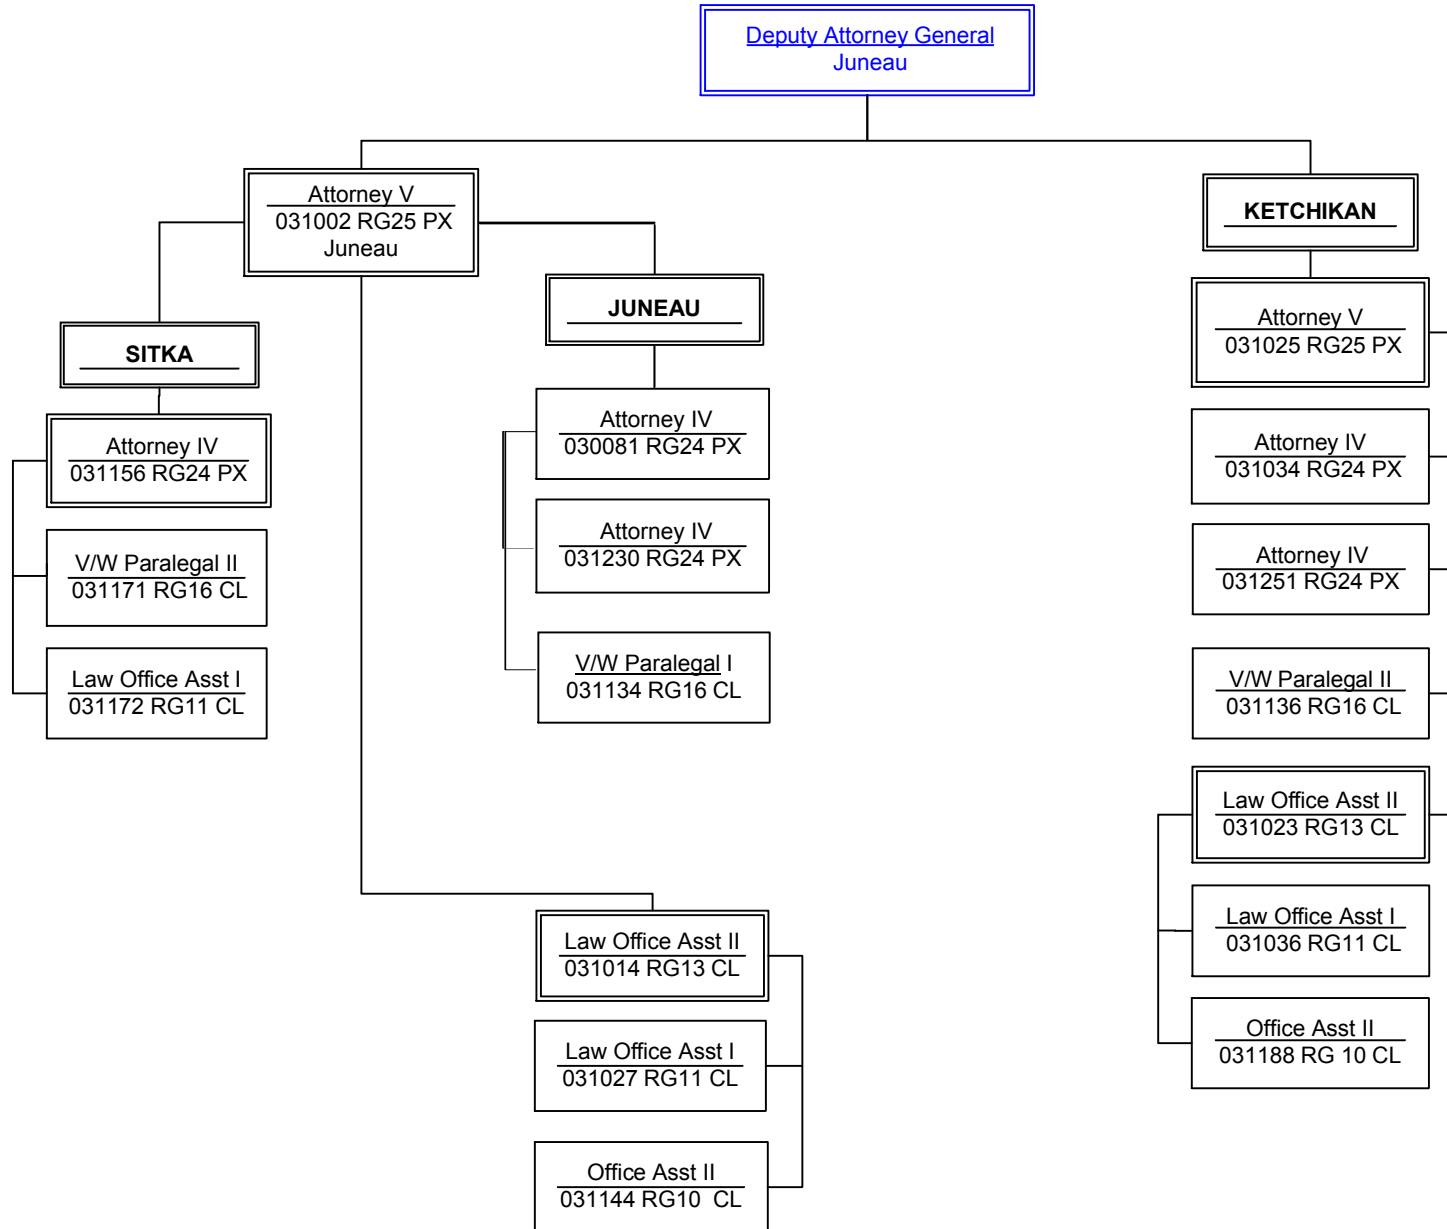 Deputy Attorney General
Juneau
Attorney V
031002 RG25 PX
Juneau
KETCHIKAN
SITKA
JUNEAU
Attorney V
031025 RG25 PX
Attorney IV
031156 RG24 PX
Attorney IV
030081 RG24 PX
Attorney IV
031034 RG24 PX
V/W Paralegal II
031171 RG16 CL
Attorney IV
031230 RG24 PX
Attorney IV
031251 RG24 PX
Law Office Asst I
031172 RG11 CL
V/W Paralegal I
031134 RG16 CL
V/W Paralegal II
031136 RG16 CL
Law Office Asst II
031023 RG13 CL
Law Office Asst II
031014 RG13 CL
Law Office Asst I
031036 RG11 CL
Law Office Asst I
031027 RG11 CL
Office Asst II
031188 RG 10 CL
Office Asst II
031144 RG10  CL